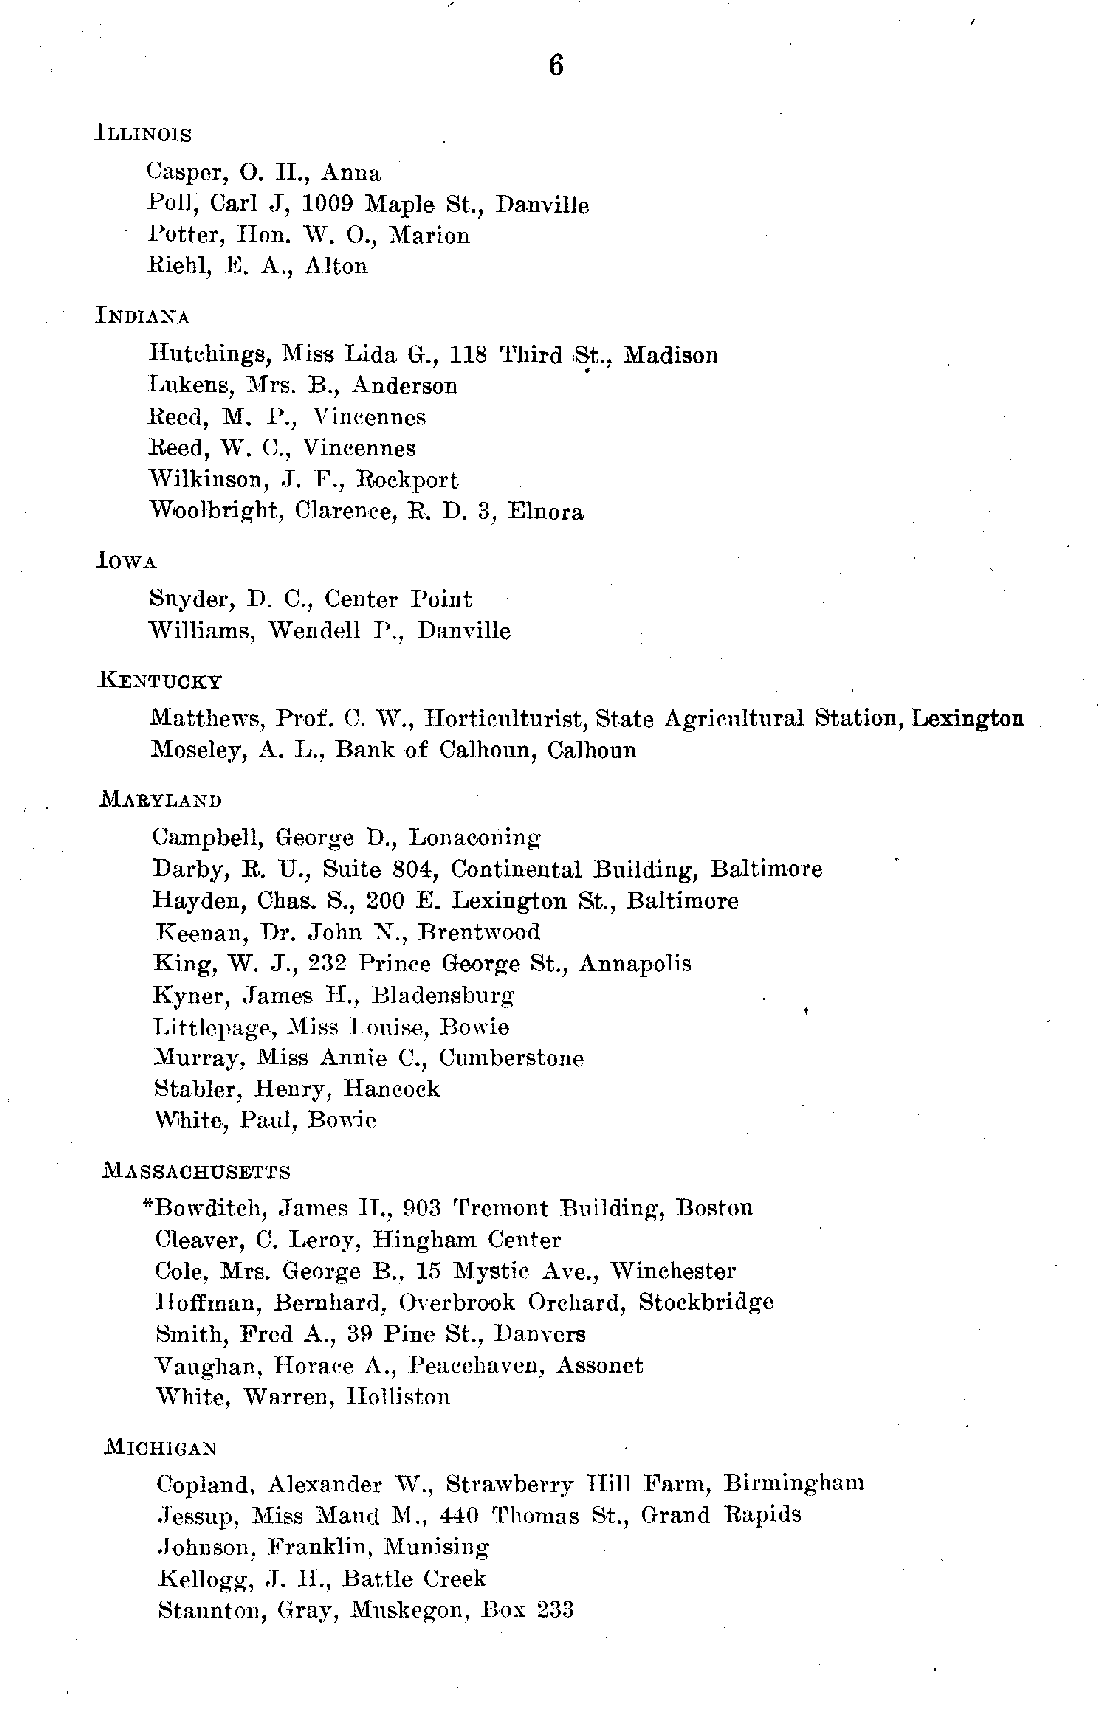 6
ILLINOIS
Casper, O. H., Anna
Poll, Carl J, 1009 Maple St., Danville
Potter, Hon. W. O., Marion
Riehl, E. A., Alton
INDIANA
Hutchings, Miss Lida G., 118 Third St., Madison
Lukens, Mrs. B., Anderson
Reed, M. P., Vincennes
Reed, W. C., Vincennes
Wilkinson, J. F., Rockport
Woolbright, Clarence, R. D. 3, Elnora
IOWA
Snyder, D. C., Center Point
Williams, Wendell P., Danville
KENTUCKY
Matthews, Prof. C. W., Horticulturist, State Agricultural Station, Lexington
Moseley, A. L., Bank of Calhoun, Calhoun
MARYLAND
Campbell, George D., Lonaconing
Darby, R. U., Suite 804, Continental Building, Baltimore
Hayden, Chas. S., 200 E. Lexington St., Baltimore
Keenan, Dr. John N., Brentwood
King, W. J., 232 Prince George St., Annapolis
Kyner, James H., Bladensburg
Littlepage, Miss Louise, Bowie
Murray, Miss Annie C., Cumberstone
Stabler, Henry, Hancock
White, Paul, Bowie
MASSACHUSETTS
*Bowditch, James H., 903 Tremont Building, Boston
Cleaver, C. Leroy, Hingham Center
Cole, Mrs. George B., 15 Mystic Ave., Winchester
Hoffman, Bernhard, Overbrook Orchard, Stockbridge
Smith, Fred A., 39 Pine St., Danvers
Vaughan, Horace A., Peacehaven, Assonet
White, Warren, Holliston
MICHIGAN
Copland, Alexander W., Strawberry Hill Farm, Birmingham
Jessup, Miss Maud M., 440 Thomas St., Grand Rapids
Johnson, Franklin, Munising
Kellogg, J. H., Battle Creek
Staunton, Gray, Muskegon, Box 233